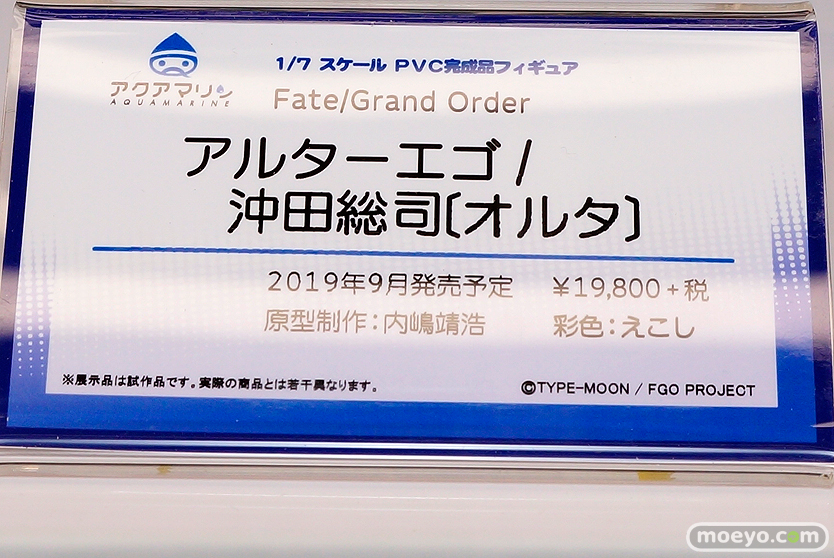 アクアマリン
AQUAMARINE
1/7 スケール PVC完成品フィギュア
Fate/Grand Order
アルターエゴ/
沖田総司〔オルタ〕
2019年9月発売予定 ¥19,800+税
原型制作:内嶋靖浩 彩色:えこし
※展示品は試作品です。実際の商品とは若干異なります。
©TYPE-MOON / FGO PROJECT
moeyo.com